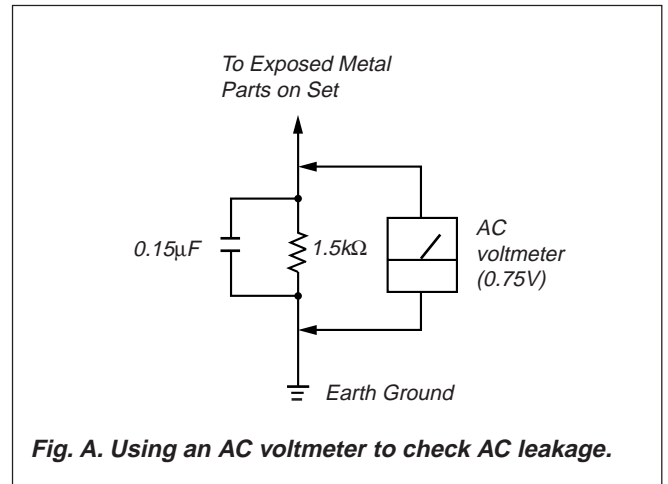 To Exposed Metal
Parts on Set
0.15μF
1.5kΩ
AC
voltmeter
(0.75V)
Earth Ground
Fig. A. Using an AC voltmeter to check AC leakage.